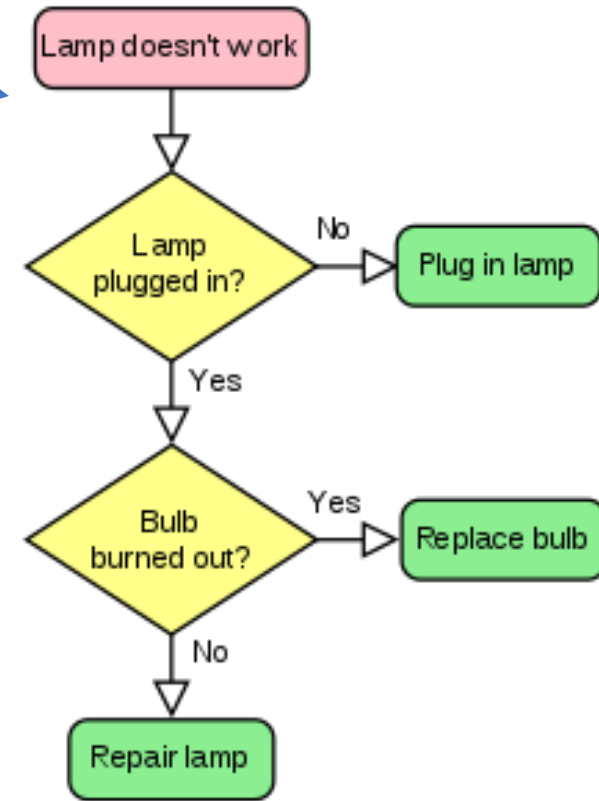 Lamp doesn't work
Lamp
plugged in?
No
Plug in lamp
Yes
Bulb
burned out?
Yes
Replace bulb
No
Repair lamp